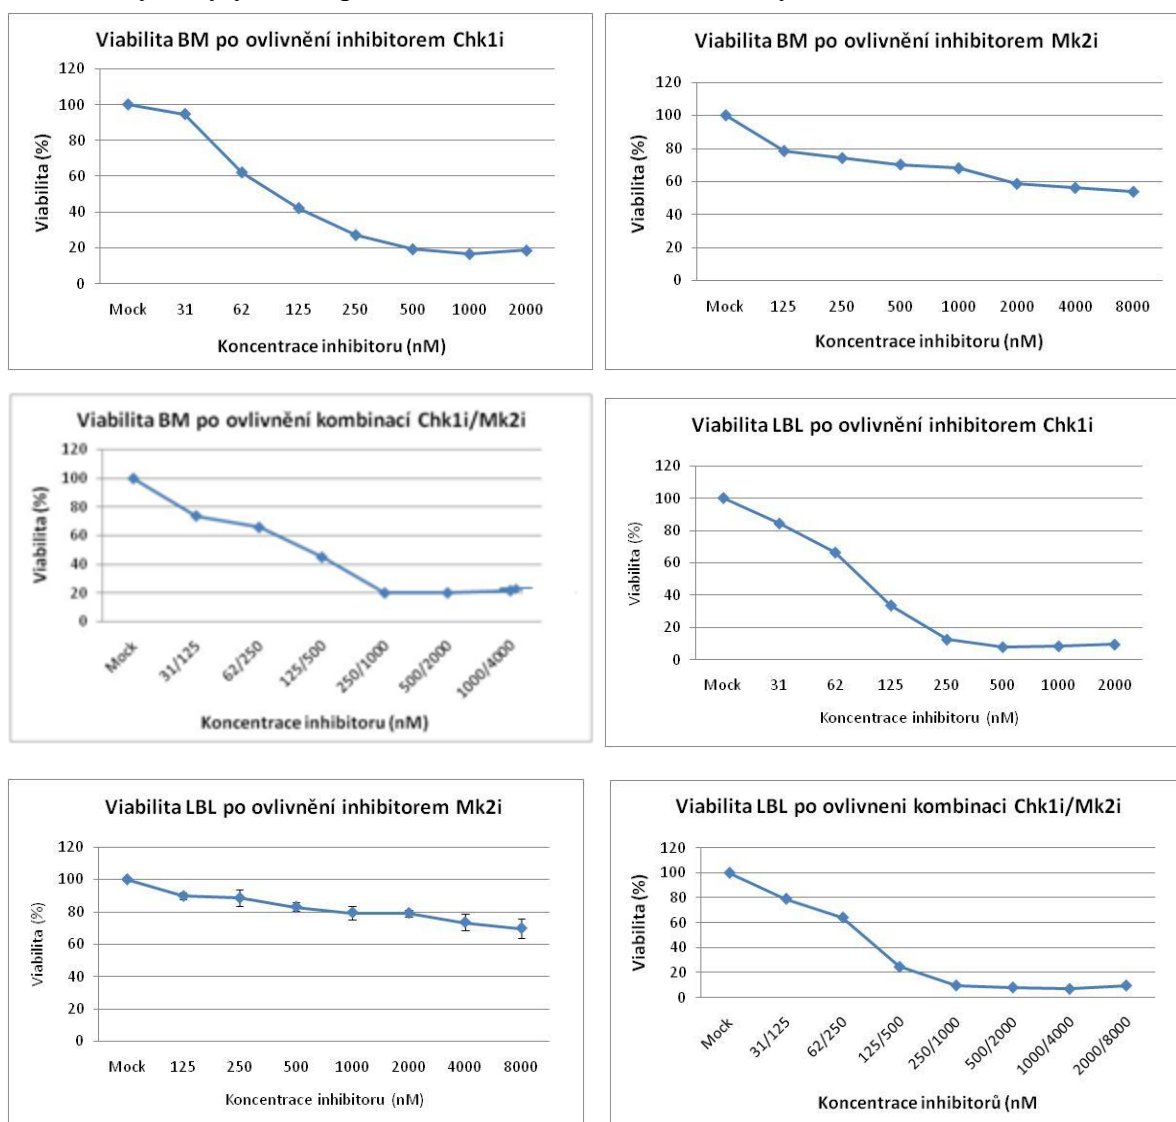 Viabilita BM po ovlivnění inhibitorem Chk1i
120
100
80
60
40
20
0
Viabilita (%)
Mock 31 62 125 250 500 1000 2000
Koncentrace inhibitoru (nM)
Viabilita BM po ovlivnění inhibitorem Mk2i
120
100
80
60
40
20
0
Viabilita (%)
Mock 125 250 500 1000 2000 4000 8000
Koncentrace inhibitoru (nM)
Viabilita BM po ovlivnění kombinací Chk1i/Mk2i
120
100
80
60
40
20
0
Viabilita (%)
Mock 31/125 62/250 125/500 250/1000 500/2000 1000/4000
Koncentrace inhibitoru (nM)
Viabilita LBL po ovlivnění inhibitorem Chk1i
120
100
80
60
40
20
0
Viabilita (%)
Mock 31 62 125 250 500 1000 2000
Koncentrace inhibitoru (nM)
Viabilita LBL po ovlivnění inhibitorem Mk2i
120
100
80
60
40
20
0
Viabilita (%)
Mock 125 250 500 1000 2000 4000 8000
Koncentrace inhibitoru (nM)
Viabilita LBL po ovlivneni kombinaci Chk1i/Mk2i
120
100
80
60
40
20
0
Viabilita (%)
Mock 31/125 62/250 125/500 250/1000 500/2000 1000/4000 2000/8000
Koncentrace inhibitorů (nM